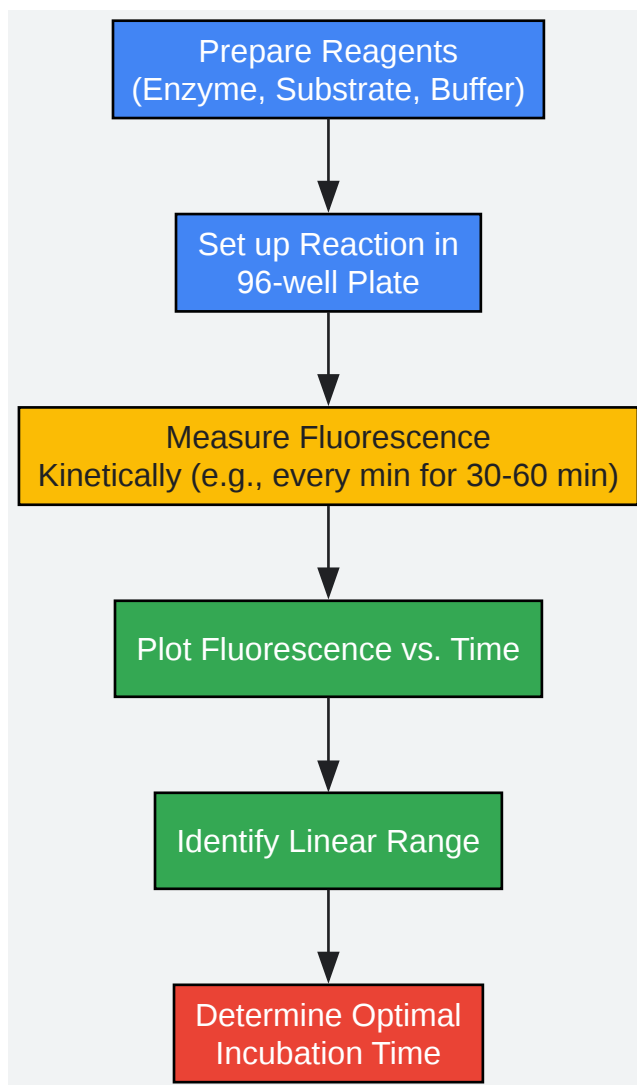 Prepare Reagents
(Enzyme, Substrate, Buffer)
Set up Reaction in
96-well Plate
Measure Fluorescence
Kinetically (e.g., every min for 30-60 min)
Plot Fluorescence vs. Time
Identify Linear Range
Determine Optimal
Incubation Time